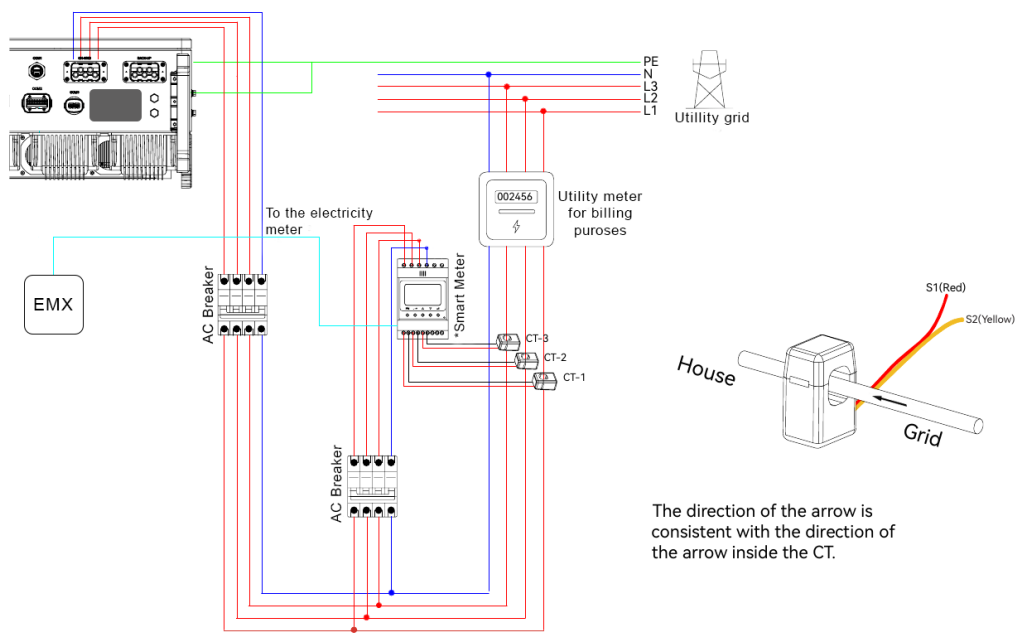 PE
N
L3
L2
L1
Utillity grid
002456
Utility meter
for billing
puroses
To the electricity
meter
EMX
AC Breaker
*Smart Meter
CT-3
CT-2
CT-1
AC Breaker
S1(Red)
S2(Yellow)
House
Grid
The direction of the arrow is
consistent with the direction of
the arrow inside the CT.